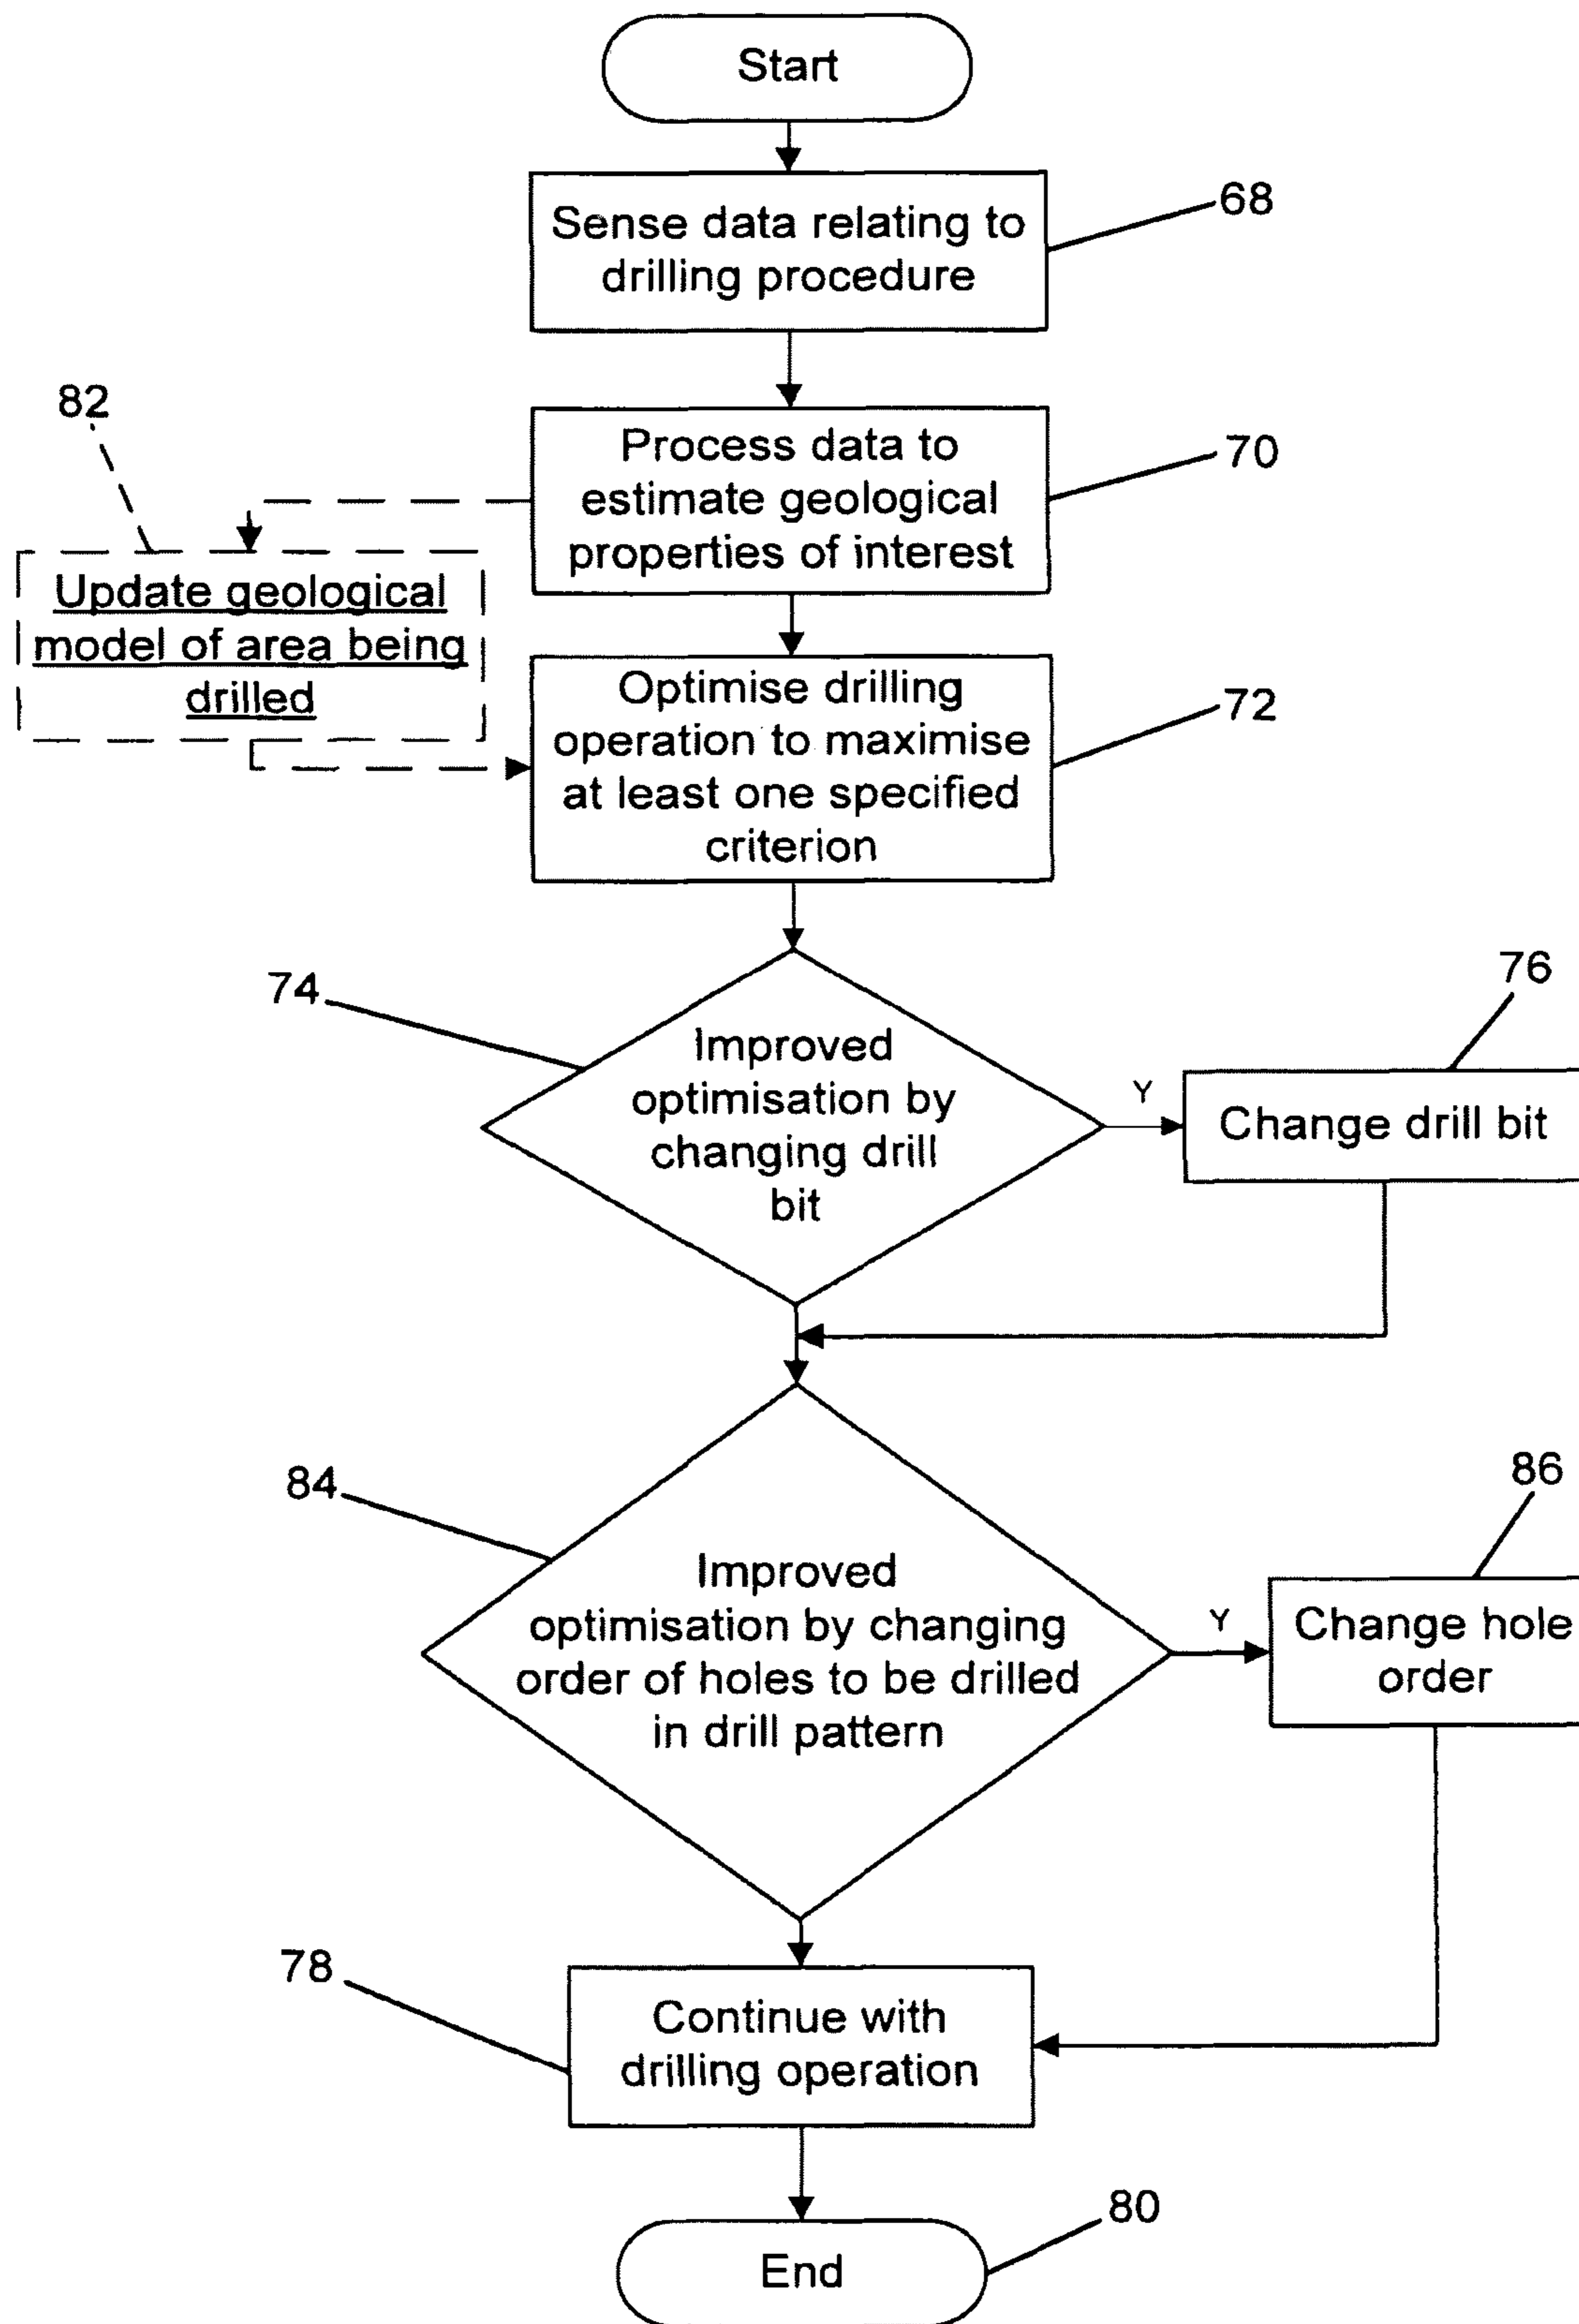 Start
Sense data relating to
drilling procedure
68
82
Process data to
estimate geological
properties of interest
70
Update geological
model of area being
drilled
Optimise drilling
operation to maximise
at least one specified
criterion
72
74
Improved
optimisation by
changing drill
bit
Y
76
Change drill bit
84
Improved
optimisation by changing
order of holes to be drilled
in drill pattern
Y
86
Change hole
order
78
Continue with
drilling operation
80
End